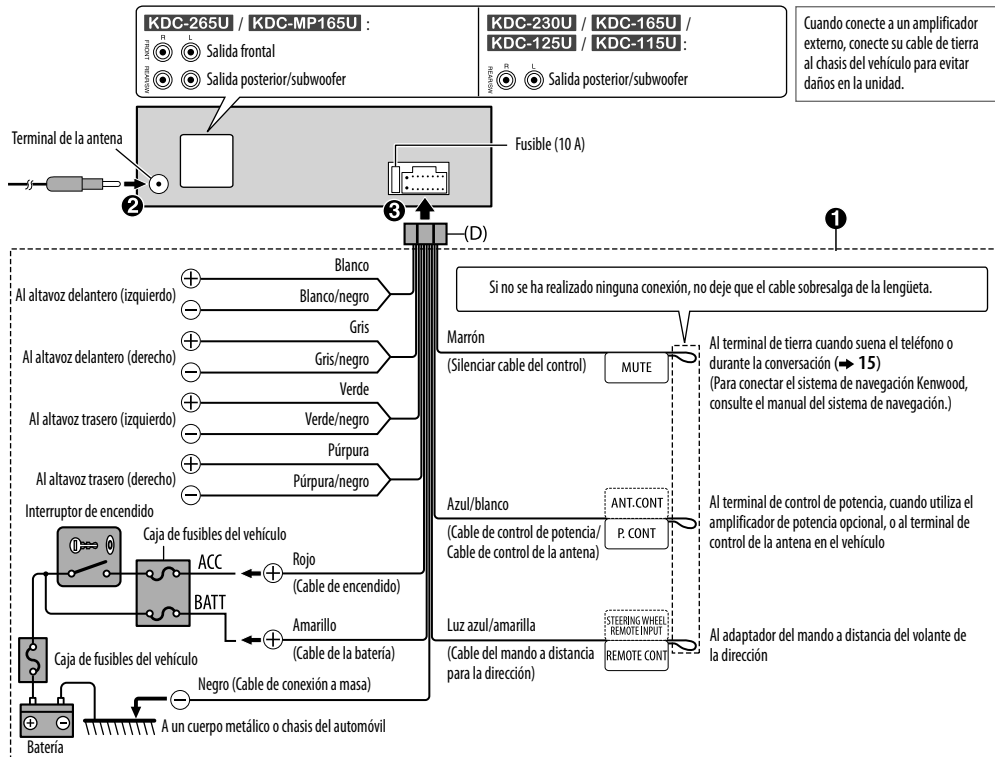 KDC-265U / KDC-MP165U :
R L
FRONT
Salida frontal
REAR/SW
Salida posterior/subwoofer
KDC-230U / KDC-165U /
KDC-125U / KDC-115U :
R L
REAR/SW
Salida posterior/subwoofer
Cuando conecte a un amplificador
externo, conecte su cable de tierra
al chasis del vehículo para evitar
daños en la unidad.
Terminal de la antena
Fusible (10 A)
2
3
1
(D)
Blanco
Al altavoz delantero (izquierdo)
Blanco/negro
Gris
Al altavoz delantero (derecho)
Gris/negro
Verde
Al altavoz trasero (izquierdo)
Verde/negro
Púrpura
Al altavoz trasero (derecho)
Púrpura/negro
Si no se ha realizado ninguna conexión, no deje que el cable sobresalga de la lengüeta.
Marrón
(Silenciar cable del control)
MUTE
Al terminal de tierra cuando suena el teléfono o
durante la conversación (➜ 15)
(Para conectar el sistema de navegación Kenwood,
consulte el manual del sistema de navegación.)
Azul/blanco
(Cable de control de potencia/
Cable de control de la antena)
ANT.CONT
P. CONT
Al terminal de control de potencia, cuando utiliza el
amplificador de potencia opcional, o al terminal de
control de la antena en el vehículo
Luz azul/amarilla
(Cable del mando a distancia
para la dirección)
STEERING WHEEL
REMOTE INPUT
REMOTE CONT
Al adaptador del mando a distancia del volante de
la dirección
Interruptor de encendido
Caja de fusibles del vehículo
ACC
Rojo
(Cable de encendido)
BATT
Amarillo
(Cable de la batería)
Caja de fusibles del vehículo
Negro (Cable de conexión a masa)
A un cuerpo metálico o chasis del automóvil
Batería